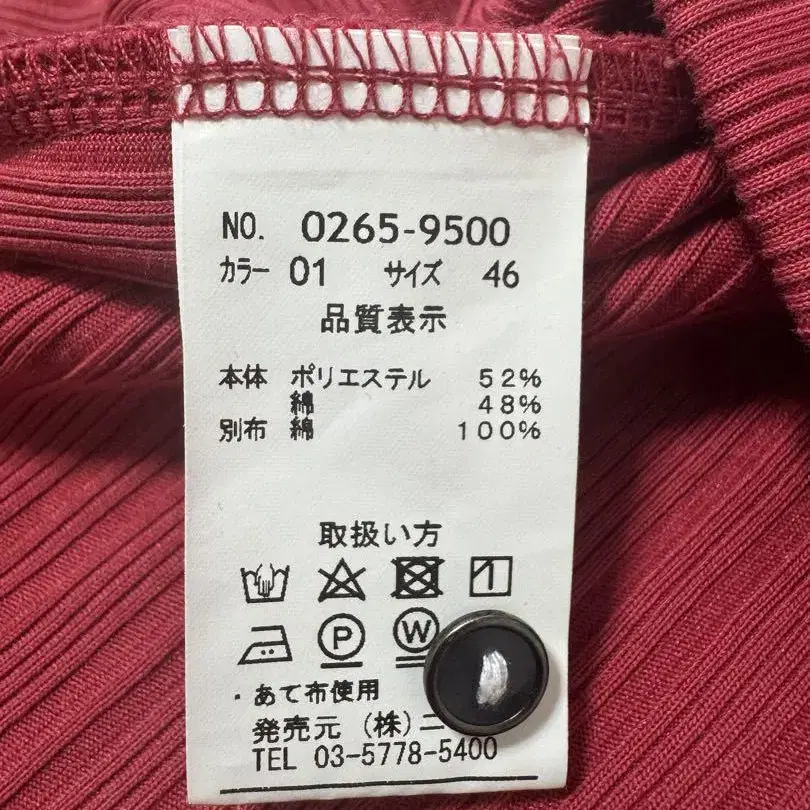 NO. 0265-9500
カラー 01 サイズ 46
品質表示
本体 ポリエステル 52%
綿 48%
別布 綿 100%
取扱い方
P W
・あて布使用
発売元 (株)ニ
TEL 03-5778-5400